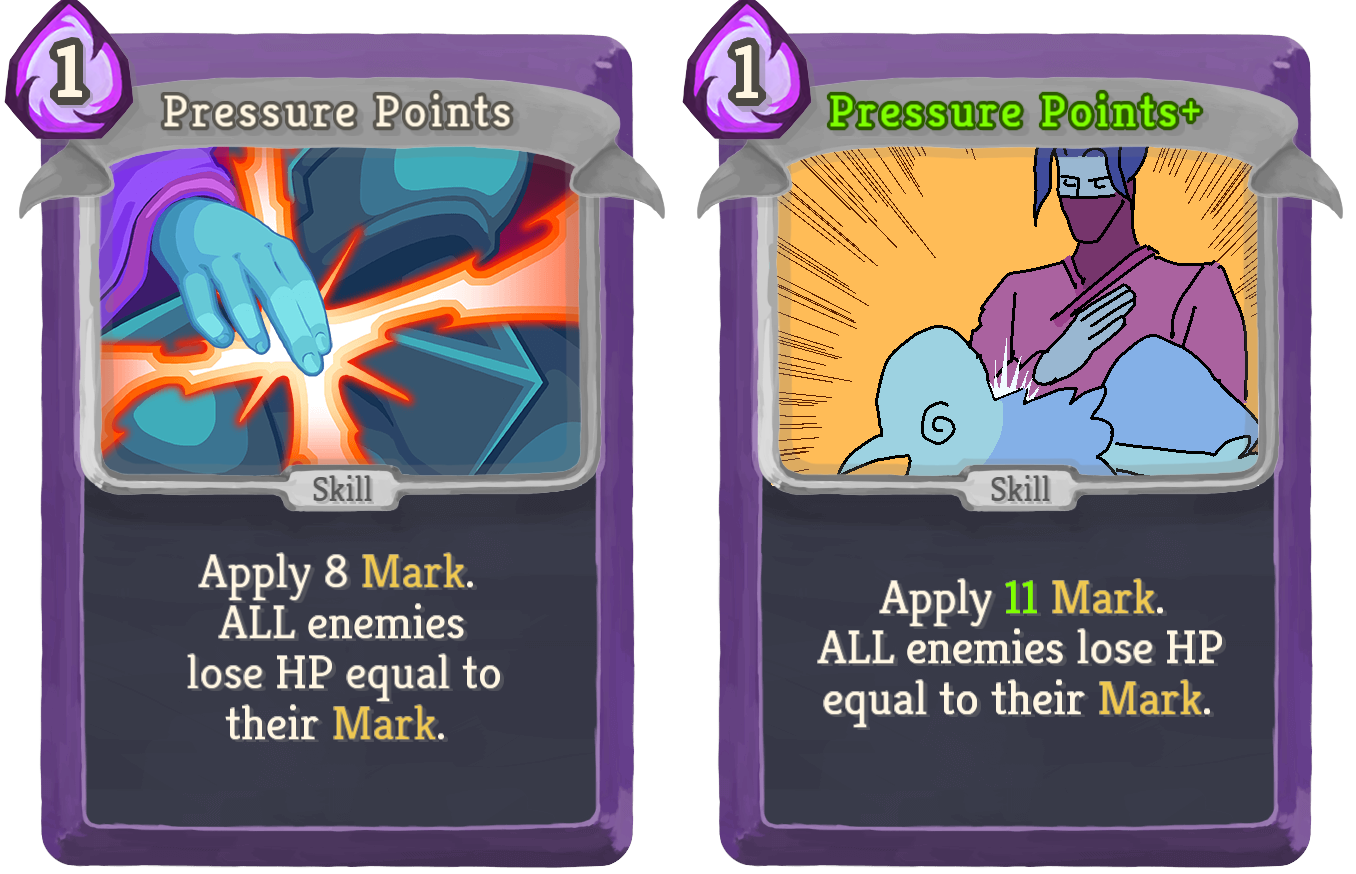 1
Pressure Points
Skill
Apply 8 Mark.
ALL enemies
lose HP equal to
their Mark.
1
Pressure Points+
Skill
Apply 11 Mark.
ALL enemies lose HP
equal to their Mark.